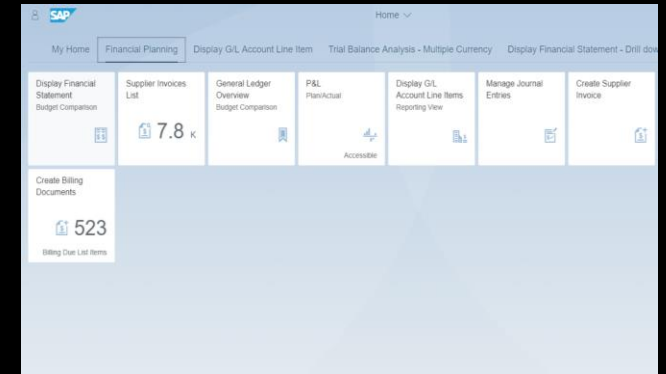 SAP
Home
My Home Financial Planning Display G/L Account Line Item Trial Balance Analysis - Multiple Currency Display Financial Statement - Drill dow
Display Financial
Statement
Budget Comparison
Supplier Invoices
List
7.8 K
General Ledger
Overview
Budget Comparison
P&L
Plan/Actual
Accessible
Display G/L
Account Line Items
Reporting View
Manage Journal
Entries
Create Supplier
Invoice
Create Billing
Documents
523
Billing Due List Items